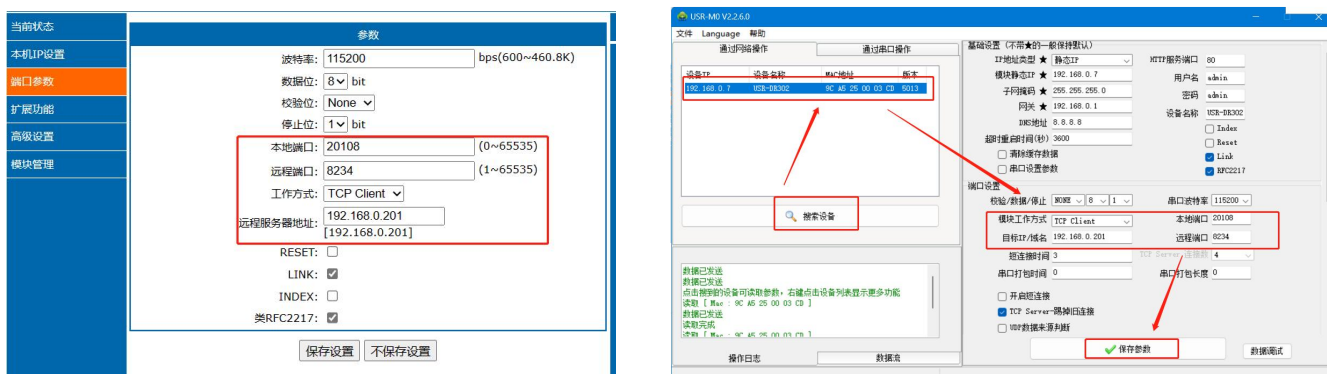 当前状态
本机IP设置
端口参数
扩展功能
高级设置
模块管理
参数
波特率: 115200 bps(600~460.8K)
数据位: 8 bit
校验位: None
停止位: 1 bit
本地端口: 20108 (0~65535)
远程端口: 8234 (1~65535)
工作方式: TCP Client
远程服务器地址: 192.168.0.201
[192.168.0.201]
RESET:
LINK:
INDEX:
类RFC2217:
保存设置 不保存设置
USR-M0 V2.2.6.0
文件 Language 帮助
通过网络操作 通过串口操作
设备IP 设备名称 MAC地址 版本
192.168.0.7 USR-DR302 9C A5 25 00 03 CD 5013
搜索设备
数据已发送
数据已发送
点击搜到的设备可读取参数，右键点击设备列表显示更多功能
读取 [ Mac : 9C A5 25 00 03 CD ]
数据已发送
读取完成
读取 [ Mac : 9C A5 25 00 03 CD ]
操作日志 数据流
基础设置 (不带★的一般保持默认)
IP地址类型 ★ 静态IP HTTP服务端口 80
模块静态IP ★ 192.168.0.7 用户名 admin
子网掩码 ★ 255.255.255.0 密码 admin
网关 ★ 192.168.0.1 设备名称 USR-DR302
DNS地址 8.8.8.8 Index
超时重启时间(秒) 3600 Reset
清除缓存数据 Link
串口设置参数 RFC2217
端口设置
校验/数据/停止 NONE 8 1 串口波特率 115200
模块工作方式 TCP Client 本地端口 20108
目标IP/域名 192.168.0.201 远程端口 8234
短连接时间 3 TCP Server-连接数 4
串口打包时间 0 串口打包长度 0
开启短连接
TCP Server-踢掉旧连接
UDP数据来源判断
保存参数 数据调试